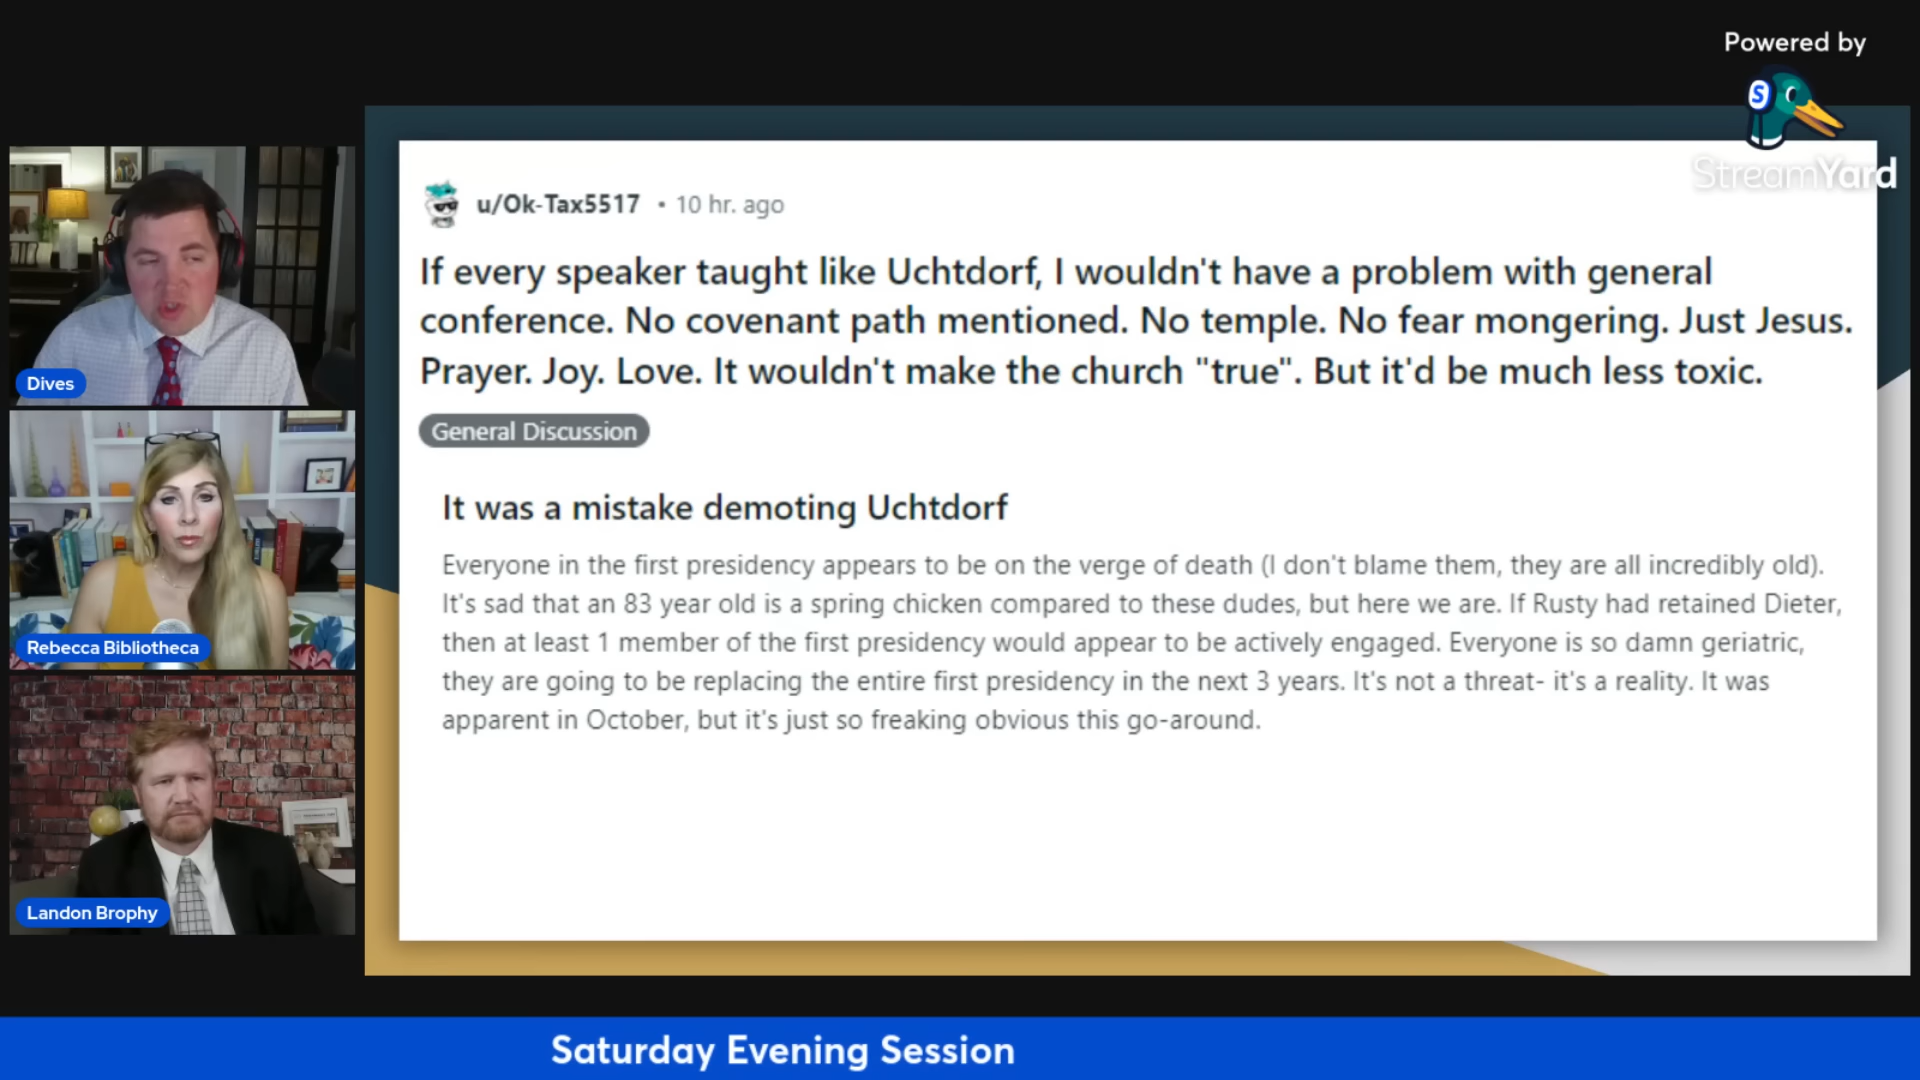 Powered by
StreamYard
u/Ok-Tax5517 • 10 hr. ago
If every speaker taught like Uchtdorf, I wouldn't have a problem with general
conference. No covenant path mentioned. No temple. No fear mongering. Just Jesus.
Prayer. Joy. Love. It wouldn't make the church "true". But it'd be much less toxic.
General Discussion
It was a mistake demoting Uchtdorf
Everyone in the first presidency appears to be on the verge of death (I don't blame them, they are all incredibly old).
It's sad that an 83 year old is a spring chicken compared to these dudes, but here we are. If Rusty had retained Dieter,
then at least 1 member of the first presidency would appear to be actively engaged. Everyone is so damn geriatric,
they are going to be replacing the entire first presidency in the next 3 years. It's not a threat- it's a reality. It was
apparent in October, but it's just so freaking obvious this go-around.
Dives
Rebecca Bibliotheca
Landon Brophy
Saturday Evening Session